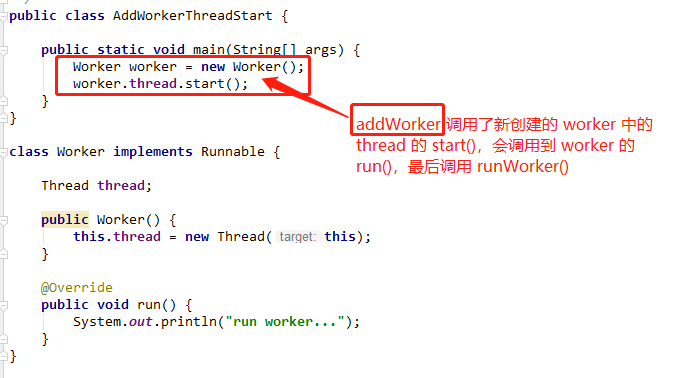 public class AddWorkerThreadStart {
public static void main(String[] args) {
Worker worker = new Worker();
worker.thread.start();
}
}
addWorker 调用了新创建的 worker 中的
thread 的 start()，会调用到 worker 的
run()，最后调用 runWorker()
class Worker implements Runnable {
Thread thread;
public Worker() {
this.thread = new Thread( target: this);
}
@Override
public void run() {
System.out.println("run worker...");
}
}